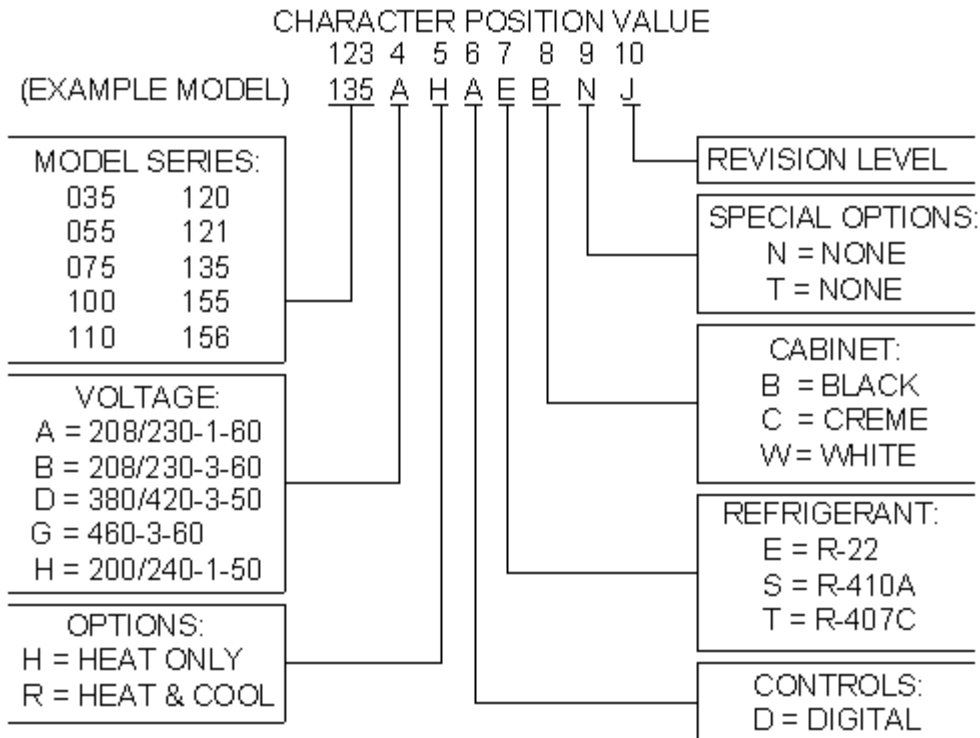 CHARACTER POSITION VALUE
123 4 5 6 7 8 9 10
(EXAMPLE MODEL) 135 A H A E B N J
MODEL SERIES:
035 120
055 121
075 135
100 155
110 156
VOLTAGE:
A = 208/230-1-60
B = 208/230-3-60
D = 380/420-3-50
G = 460-3-60
H = 200/240-1-50
OPTIONS:
H = HEAT ONLY
R = HEAT & COOL
REVISION LEVEL
SPECIAL OPTIONS:
N = NONE
T = NONE
CABINET:
B = BLACK
C = CREME
W = WHITE
REFRIGERANT:
E = R-22
S = R-410A
T = R-407C
CONTROLS:
D = DIGITAL